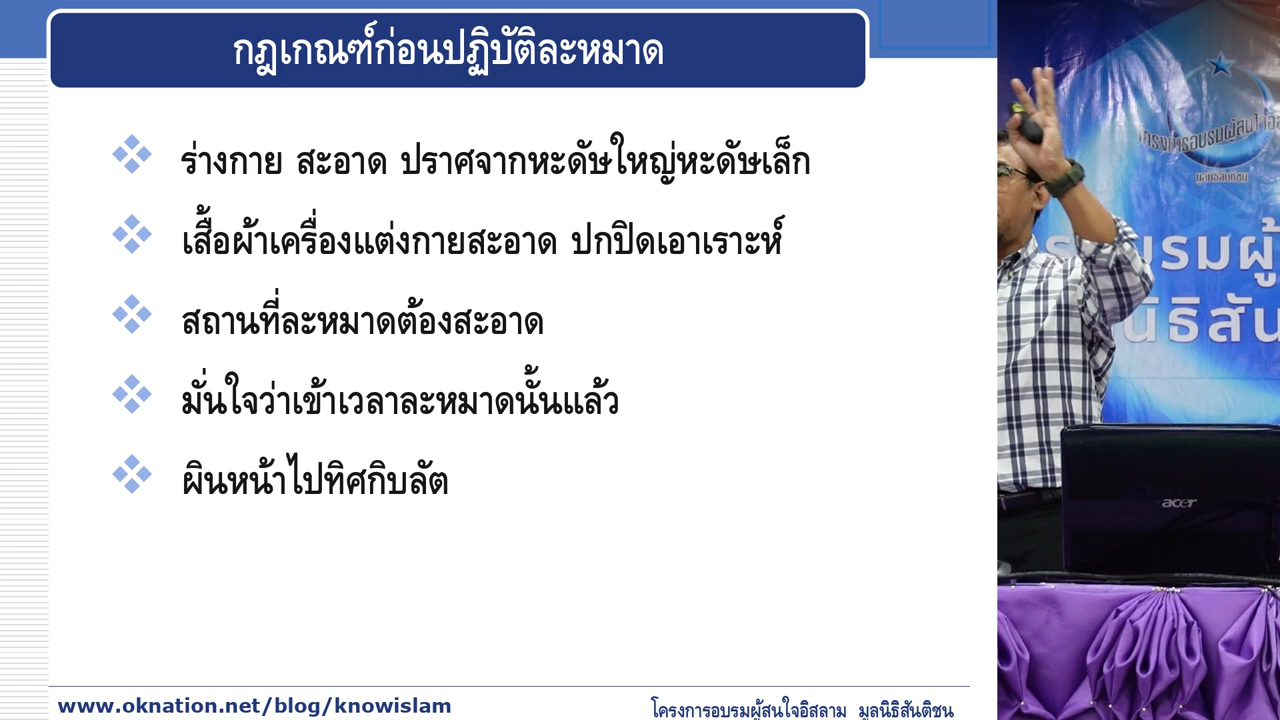 กฎเกณฑ์ก่อนปฏิบัติละหมาด
ร่างกาย สะอาด ปราศจากหะดัษใหญ่หะดัษเล็ก
เสื้อผ้าเครื่องแต่งกายสะอาด ปกปิดเอาเราะห์
สถานที่ละหมาดต้องสะอาด
มั่นใจว่าเข้าเวลาละหมาดนั้นแล้ว
ผินหน้าไปทิศกิบลัต
www.oknation.net/blog/knowislam
โครงการอบรมผู้สนใจอิสลาม มูลนิธิสันติชน
มูลนิธิสันติชน
acer